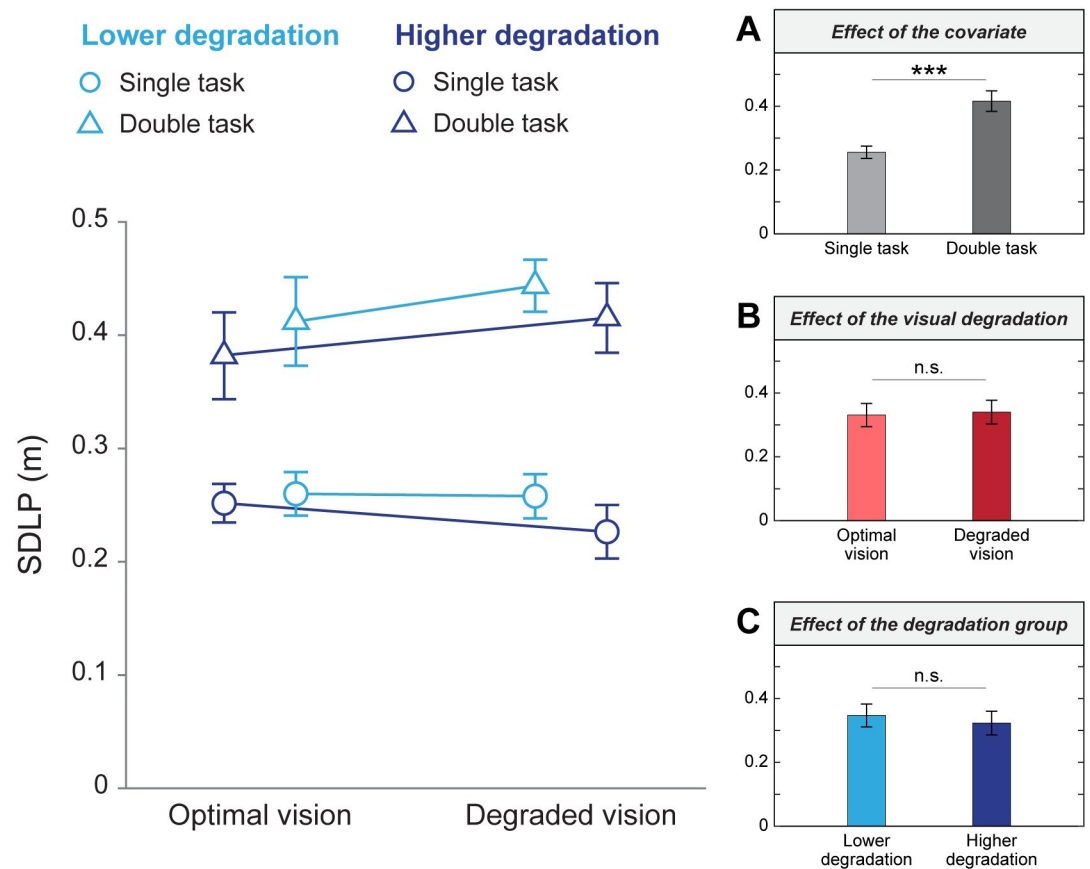 Lower degradation
Single task
Double task
Higher degradation
Single task
Double task
SDLP (m)
0.5
0.4
0.3
0.2
0.1
0
Optimal vision
Degraded vision
A
Effect of the covariate
***
0.4
0.2
0
Single task
Double task
B
Effect of the visual degradation
n.s.
0.4
0.2
0
Optimal
vision
Degraded
vision
C
Effect of the degradation group
n.s.
0.4
0.2
0
Lower
degradation
Higher
degradation